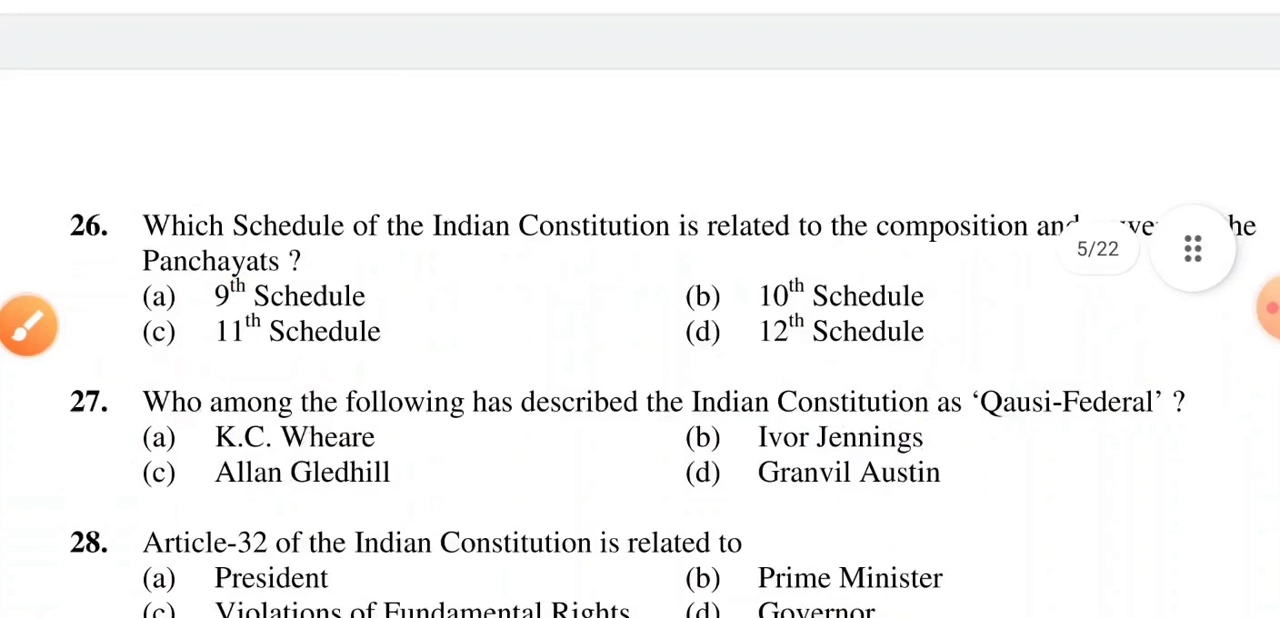 26. Which Schedule of the Indian Constitution is related to the composition and he
5/22
Panchayats ?
(a) 9th Schedule (b) 10th Schedule
(c) 11th Schedule (d) 12th Schedule
27. Who among the following has described the Indian Constitution as ‘Qausi-Federal’ ?
(a) K.C. Wheare (b) Ivor Jennings
(c) Allan Gledhill (d) Granvil Austin
28. Article-32 of the Indian Constitution is related to
(a) President (b) Prime Minister
(c) Violations of Fundamental Rights (d) Governor